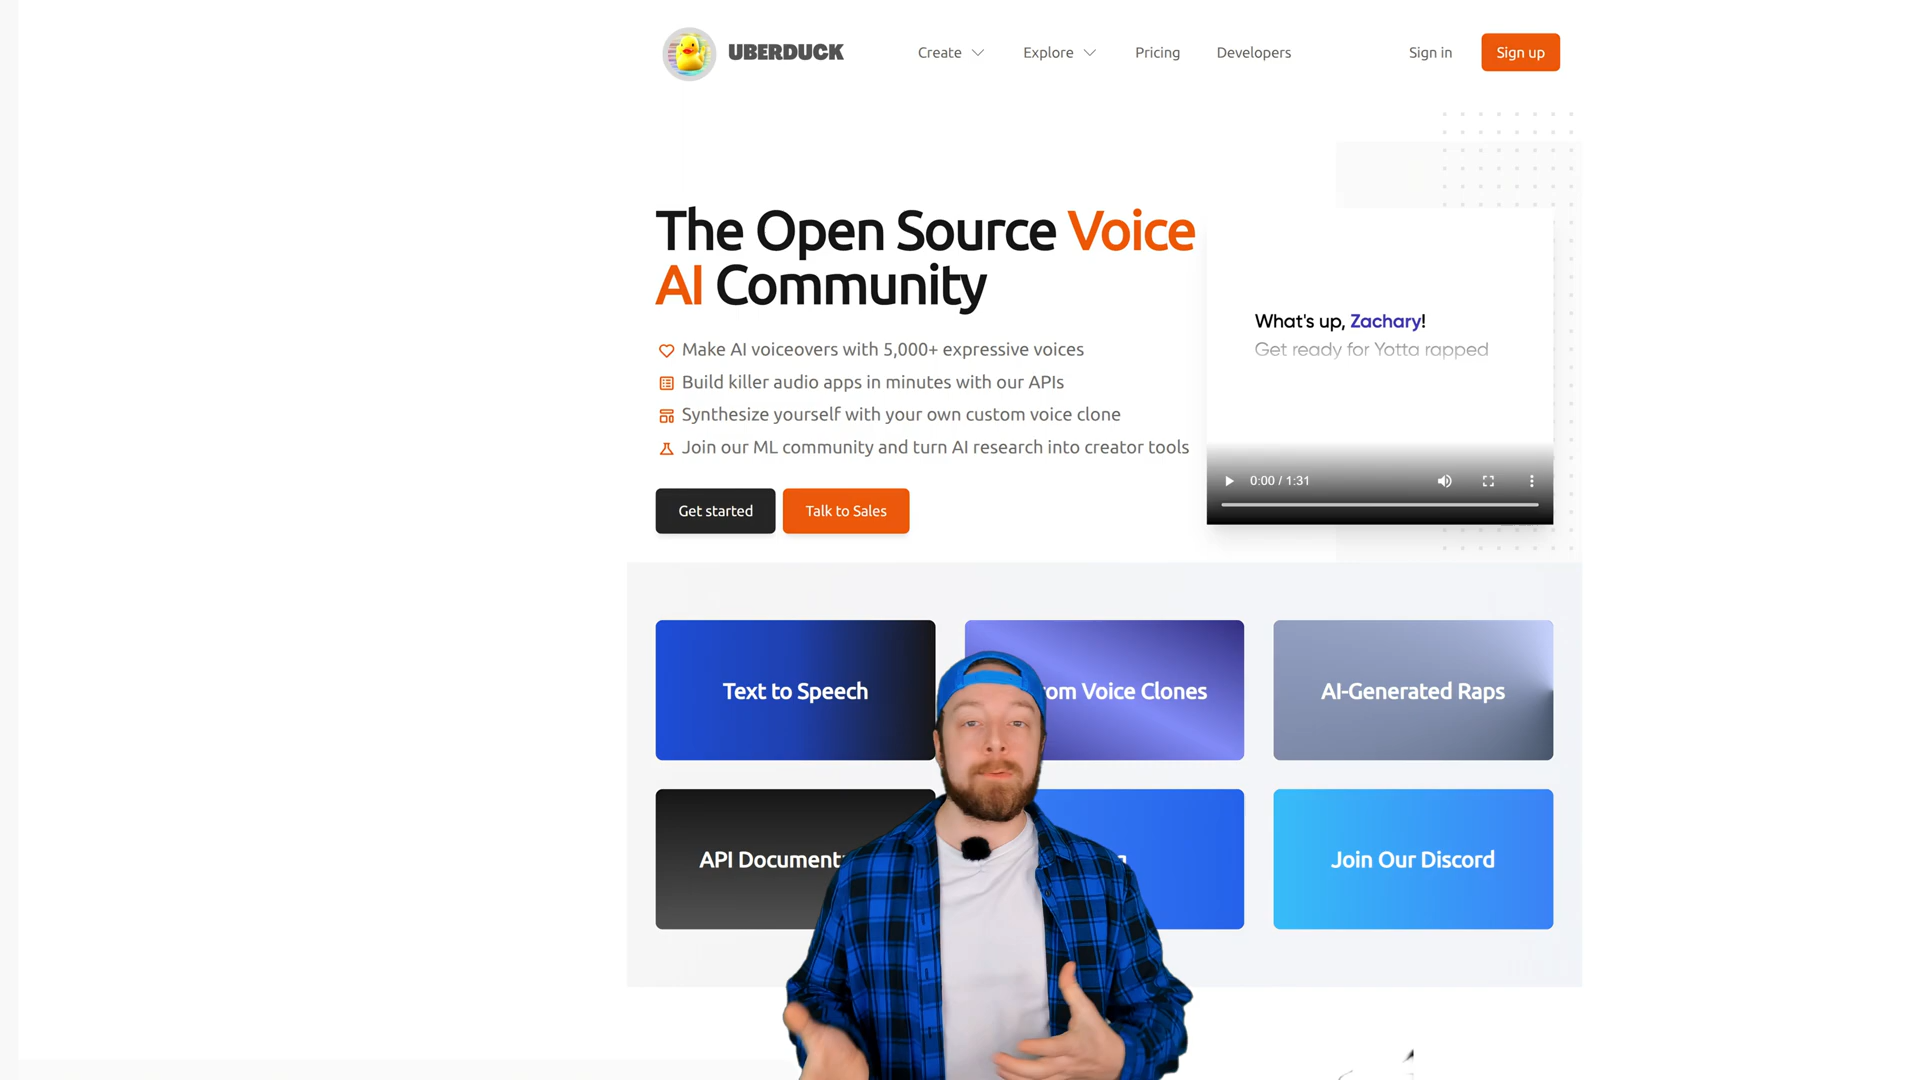 UBERDUCK
Create
Explore
Pricing
Developers
Sign in
Sign up
The Open Source Voice
AI Community
Make AI voiceovers with 5,000+ expressive voices
Build killer audio apps in minutes with our APIs
Synthesize yourself with your own custom voice clone
Join our ML community and turn AI research into creator tools
Get started
Talk to Sales
What's up, Zachary!
Get ready for Yotta rapped
0:00 / 1:31
Text to Speech
Voice Clones
AI-Generated Raps
API
Join Our Discord